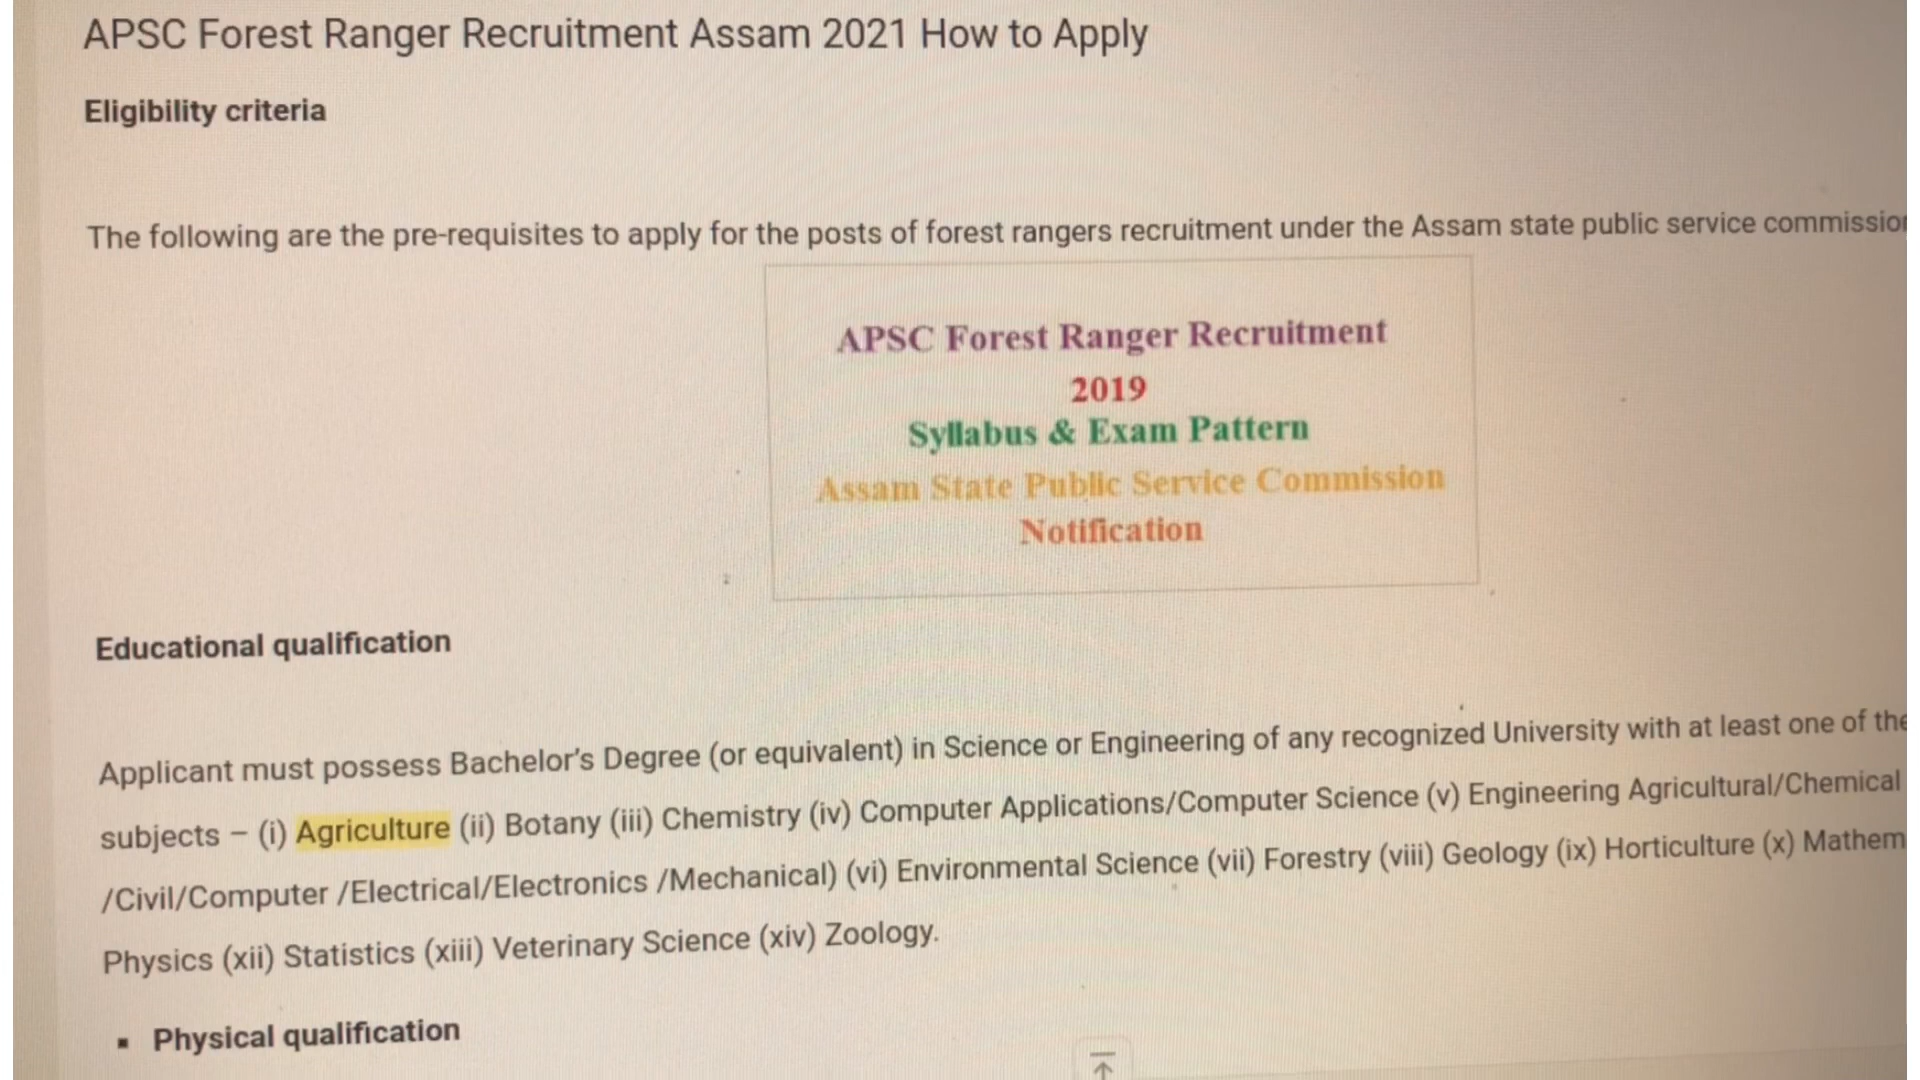 APSC Forest Ranger Recruitment Assam 2021 How to Apply
Eligibility criteria
The following are the pre-requisites to apply for the posts of forest rangers recruitment under the Assam state public service commission
APSC Forest Ranger Recruitment
2019
Syllabus & Exam Pattern
Assam State Public Service Commission
Notification
Educational qualification
Applicant must possess Bachelor's Degree (or equivalent) in Science or Engineering of any recognized University with at least one of the
subjects – (i) Agriculture (ii) Botany (iii) Chemistry (iv) Computer Applications/Computer Science (v) Engineering Agricultural/Chemical
/Civil/Computer /Electrical/Electronics /Mechanical) (vi) Environmental Science (vii) Forestry (viii) Geology (ix) Horticulture (x) Mathem
Physics (xii) Statistics (xiii) Veterinary Science (xiv) Zoology.
▪ Physical qualification